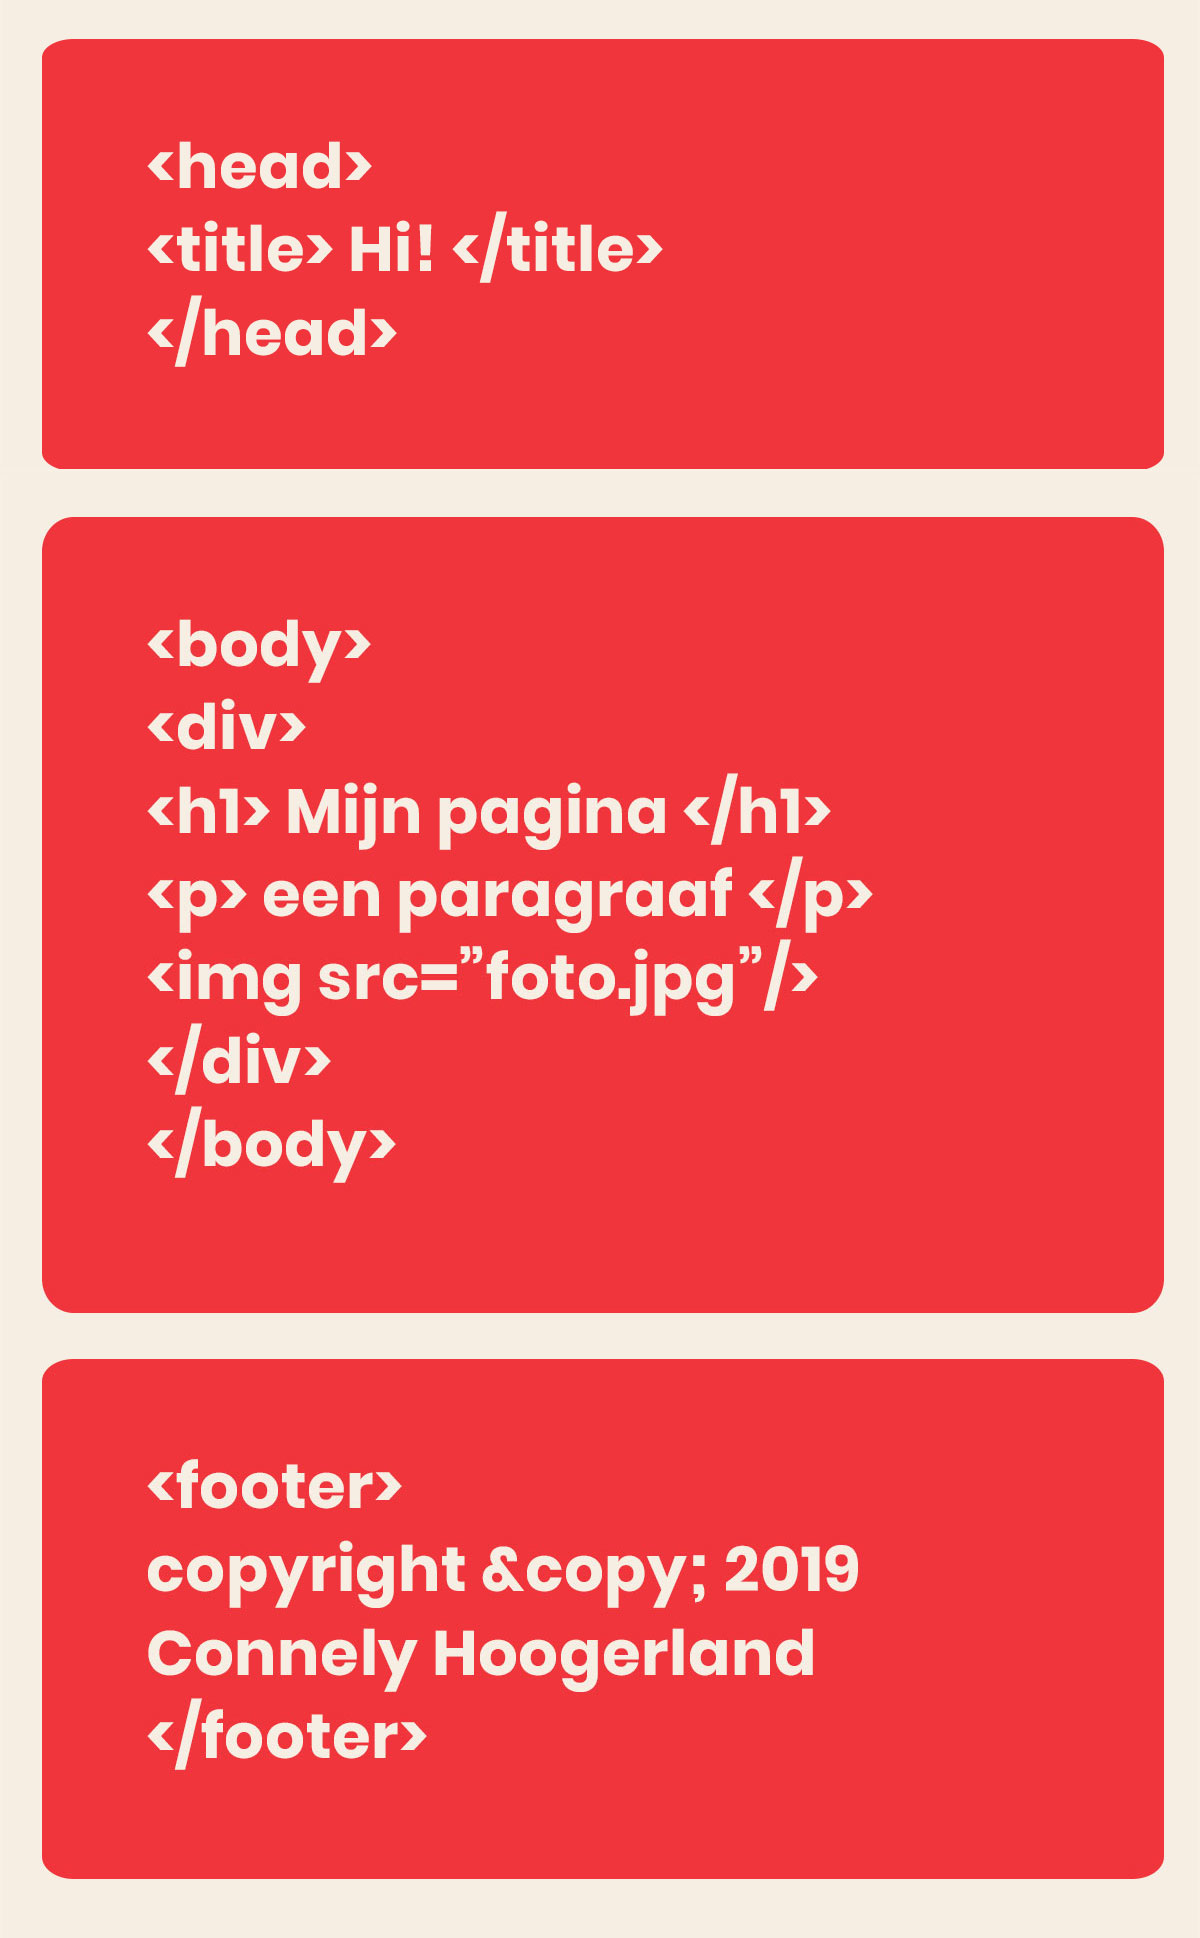 <head>
<title> Hi! </title>
</head>
<body>
<div>
<h1> Mijn pagina </h1>
<p> een paragraaf </p>
<img src=”foto.jpg”/>
</div>
</body>
<footer>
copyright &copy; 2019
Connely Hoogerland
</footer>